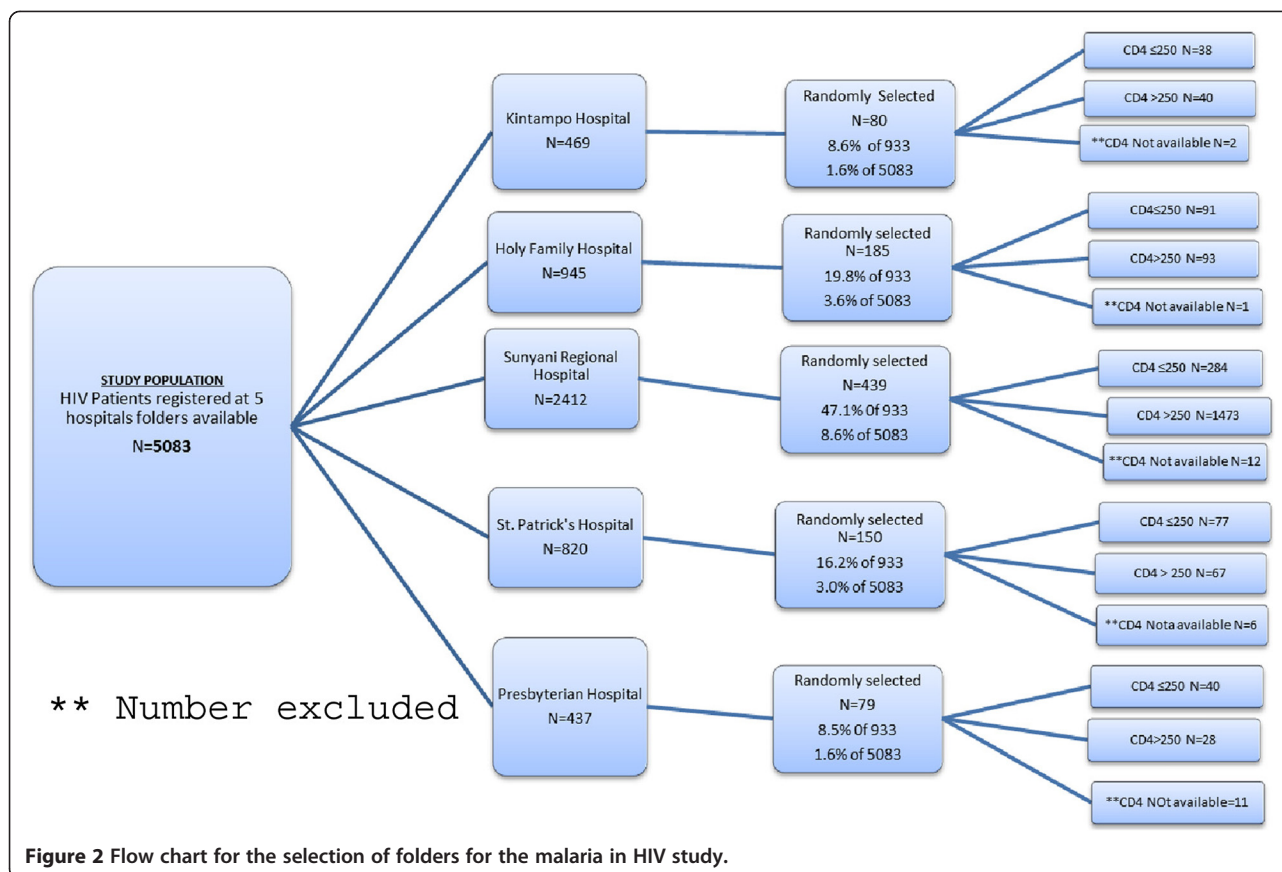 STUDY POPULATION
HIV Patients registered at 5
hospitals folders available
N=5083
** Number excluded
Kintampo Hospital
N=469
Randomly Selected
N=80
8.6% of 933
1.6% of 5083
CD4 ≤250 N=38
CD4 >250 N=40
**CD4 Not available N=2
Holy Family Hospital
N=945
Randomly selected
N=185
19.8% of 933
3.6% of 5083
CD4≤250 N=91
CD4>250 N=93
**CD4 Not available N=1
Sunyani Regional
Hospital
N=2412
Randomly selected
N=439
47.1% 0f 933
8.6% of 5083
CD4 ≤250 N=284
CD4 >250 N=1473
**CD4 Not available N=12
St. Patrick's Hospital
N=820
Randomly selected
N=150
16.2% of 933
3.0% of 5083
CD4 ≤250 N=77
CD4 > 250 N=67
**CD4 Nota available N=6
Presbyterian Hospital
N=437
Randomly selected
N=79
8.5% 0f 933
1.6% of 5083
CD4 ≤250 N=40
CD4>250 N=28
**CD4 NOt available=11
Figure 2 Flow chart for the selection of folders for the malaria in HIV study.